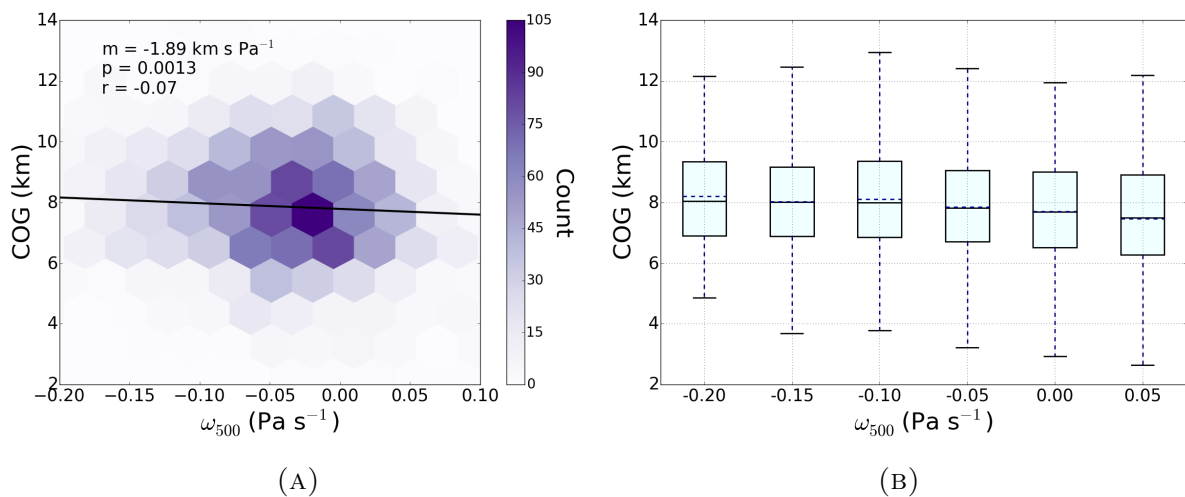 14
12
10
8
6
4
2
COG (km)
m = -1.89 km s Pa⁻¹
p = 0.0013
r = -0.07
−0.20 −0.15 −0.10 −0.05 0.00 0.05 0.10
ω₅₀₀ (Pa s⁻¹)
105
90
75
60
45
30
15
0
Count
(A)
14
12
10
8
6
4
2
COG (km)
-0.20 -0.15 -0.10 -0.05 0.00 0.05
ω₅₀₀ (Pa s⁻¹)
(B)